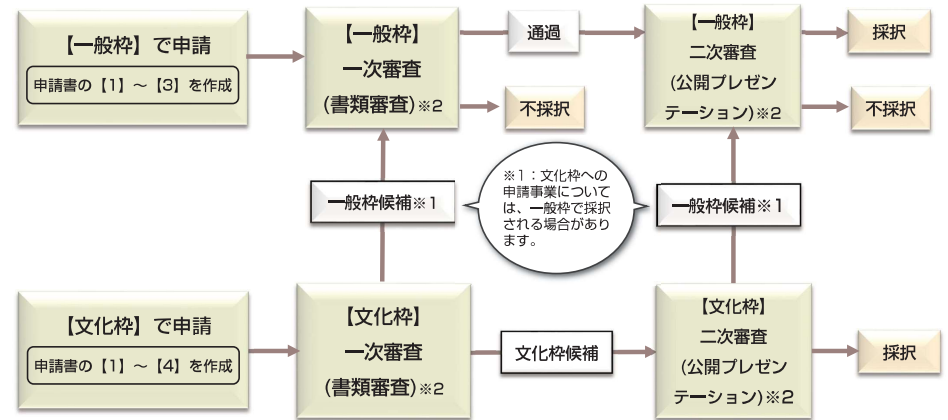 【一般枠】で申請
申請書の【1】～【3】を作成
【一般枠】
一次審査
(書類審査)※2
通過
不採択
【一般枠】
二次審査
(公開プレゼン
テーション)※2
採択
不採択
一般枠候補※1
※1：文化枠への
申請事業について
は、一般枠で採択
される場合があり
ます。
一般枠候補※1
【文化枠】で申請
申請書の【1】～【4】を作成
【文化枠】
一次審査
(書類審査)※2
文化枠候補
【文化枠】
二次審査
(公開プレゼン
テーション)※2
採択